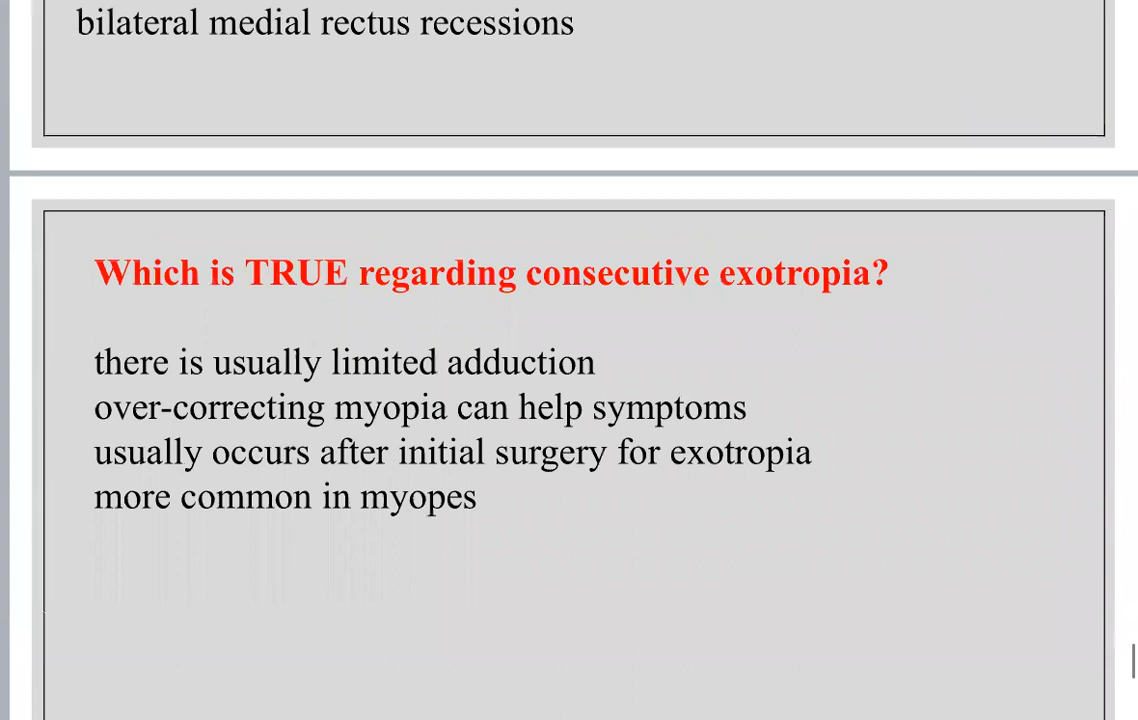 bilateral medial rectus recessions
Which is TRUE regarding consecutive exotropia?
there is usually limited adduction
over-correcting myopia can help symptoms
usually occurs after initial surgery for exotropia
more common in myopes